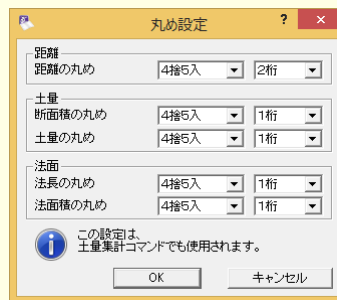 丸め設定
? ×
距離
距離の丸め 4捨5入 2桁
土量
断面積の丸め 4捨5入 1桁
土量の丸め 4捨5入 1桁
法面
法長の丸め 4捨5入 1桁
法面積の丸め 4捨5入 1桁
この設定は、
土量集計コマンドでも使用されます。
OK キャンセル